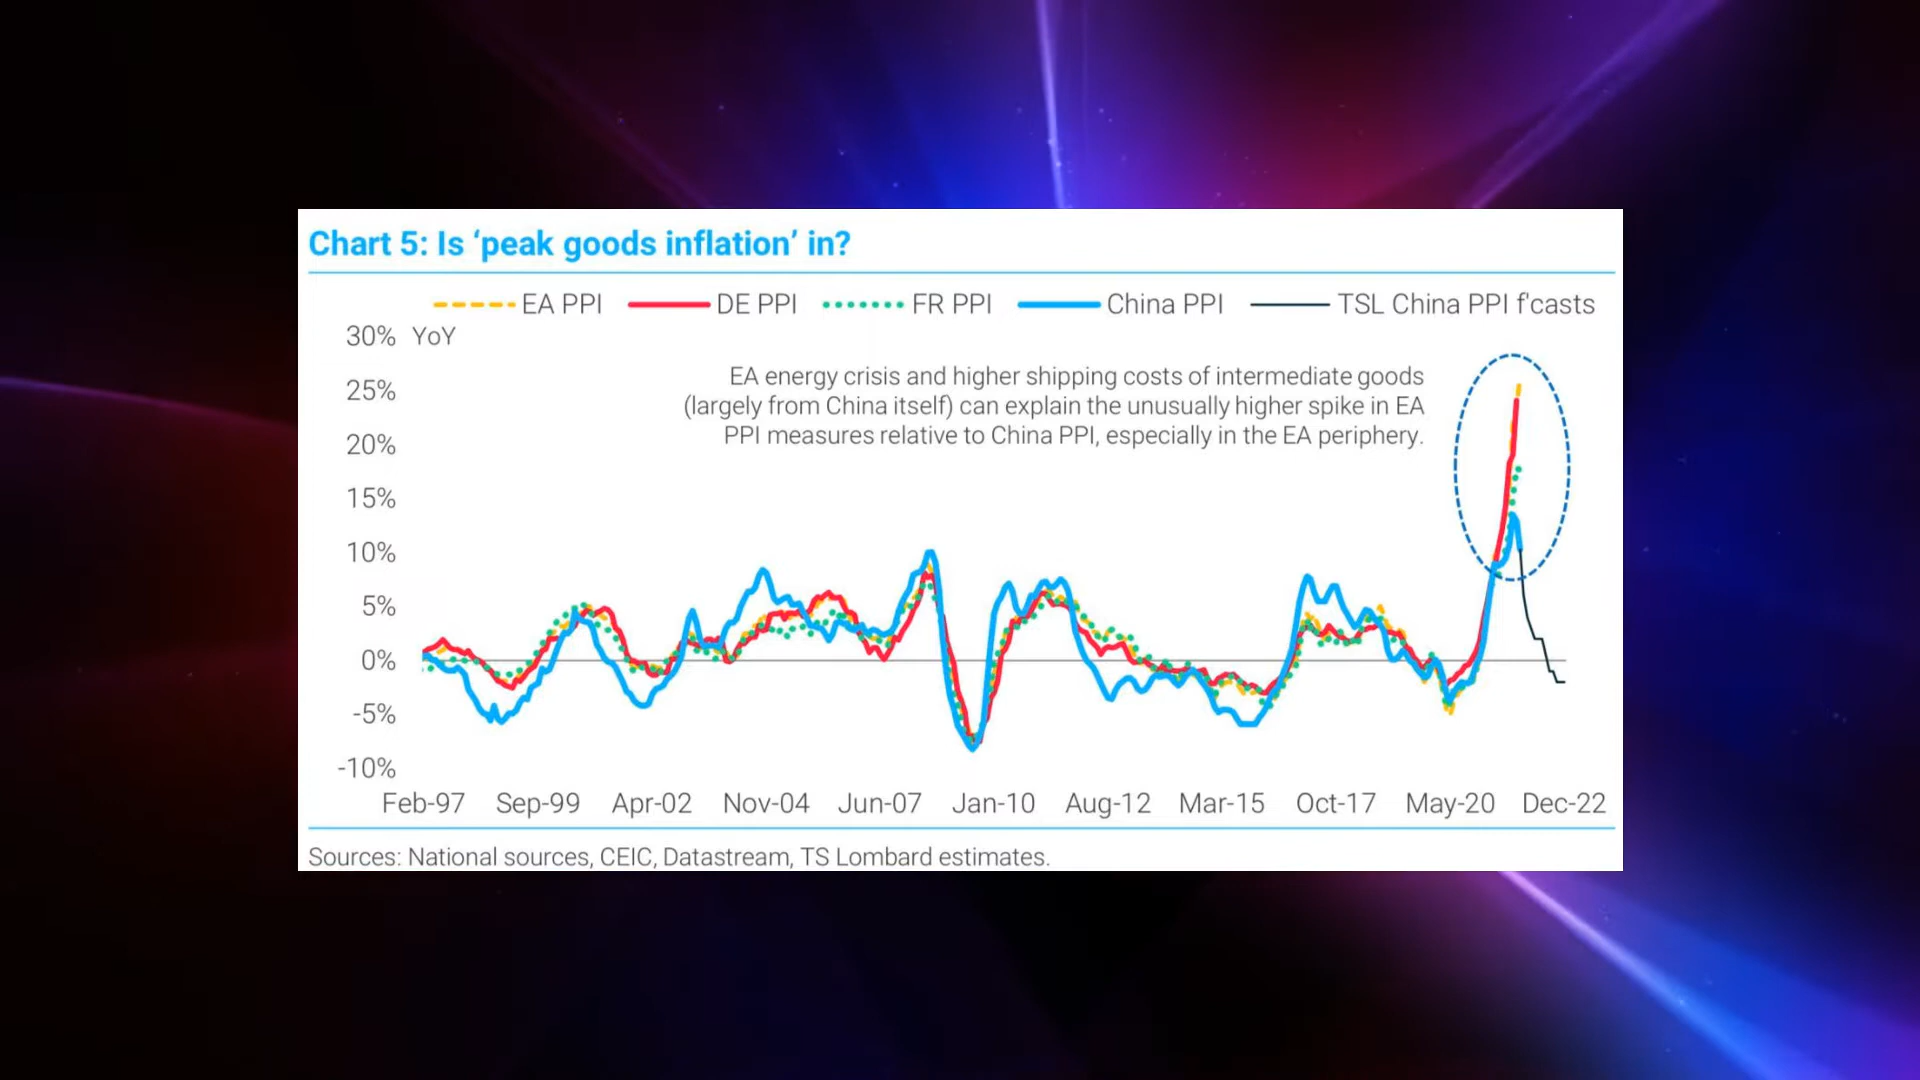 Chart 5: Is ‘peak goods inflation’ in?
EA PPI DE PPI FR PPI China PPI TSL China PPI f'casts
30% YoY
EA energy crisis and higher shipping costs of intermediate goods
25%
(largely from China itself) can explain the unusually higher spike in EA
PPI measures relative to China PPI, especially in the EA periphery.
20%
15%
10%
5%
0%
-5%
-10%
Feb-97 Sep-99 Apr-02 Nov-04 Jun-07 Jan-10 Aug-12 Mar-15 Oct-17 May-20 Dec-22
Sources: National sources, CEIC, Datastream, TS Lombard estimates.